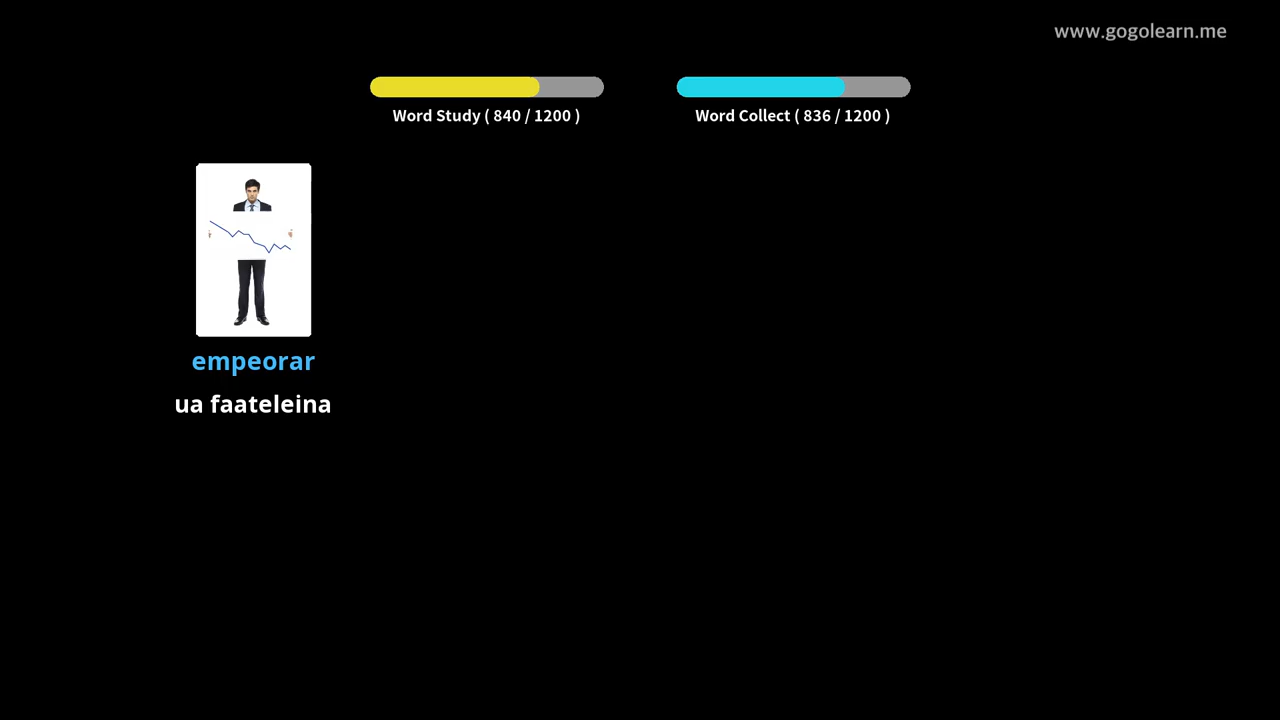 www.gogolearn.me
Word Study ( 840 / 1200 )
Word Collect ( 836 / 1200 )
empeorar
ua faateleina